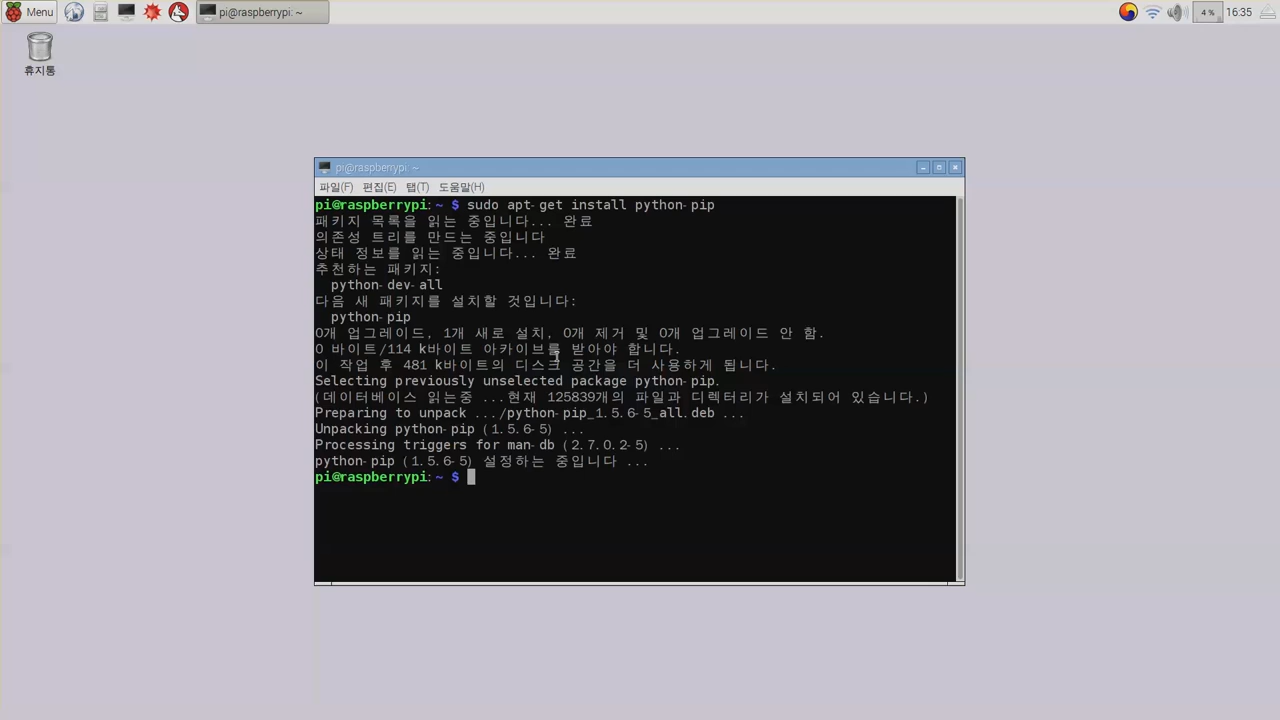 Menu
pi@raspberrypi: ~
4 %
16:35
휴지통
pi@raspberrypi: ~
파일(F) 편집(E) 탭(T) 도움말(H)
pi@raspberrypi: ~ $ sudo apt-get install python-pip
패키지 목록을 읽는 중입니다... 완료
의존성 트리를 만드는 중입니다
상태 정보를 읽는 중입니다... 완료
추천하는 패키지:
python-dev-all
다음 새 패키지를 설치할 것입니다:
python-pip
0개 업그레이드, 1개 새로 설치, 0개 제거 및 0개 업그레이드 안 함.
0 바이트/114 k바이트 아카이브를 받아야 합니다.
이 작업 후 481 k바이트의 디스크 공간을 더 사용하게 됩니다.
Selecting previously unselected package python-pip.
(데이터베이스 읽는중 ...현재 125839개의 파일과 디렉터리가 설치되어 있습니다.)
Preparing to unpack .../python-pip_1.5.6-5_all.deb ...
Unpacking python-pip (1.5.6-5) ...
Processing triggers for man-db (2.7.0.2-5) ...
python-pip (1.5.6-5) 설정하는 중입니다 ...
pi@raspberrypi: ~ $